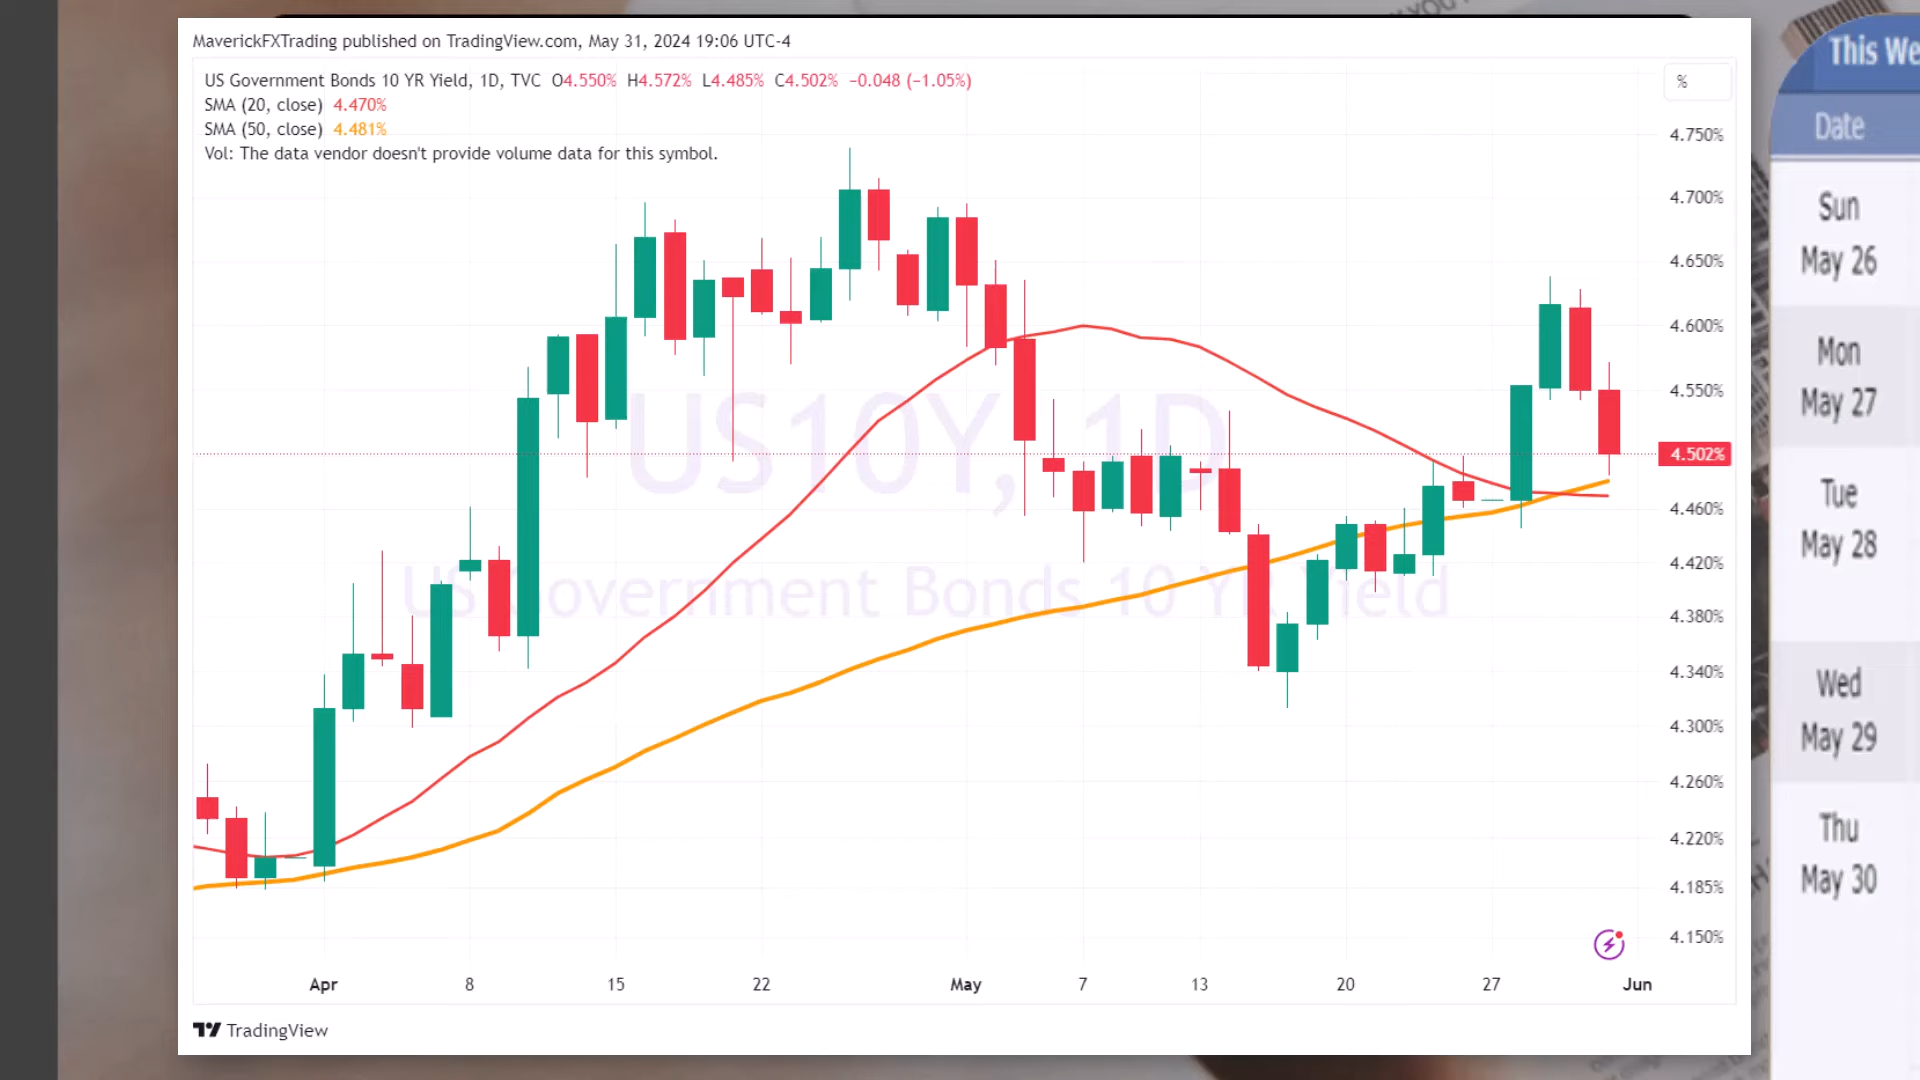 MaverickFXTrading published on TradingView.com, May 31, 2024 19:06 UTC-4
US Government Bonds 10 YR Yield, 1D, TVC O4.550% H4.572% L4.485% C4.502% −0.048 (−1.05%)
SMA (20, close) 4.470%
SMA (50, close) 4.481%
Vol: The data vendor doesn't provide volume data for this symbol.
%
4.750%
4.700%
4.650%
4.600%
4.550%
4.502%
4.460%
4.420%
4.380%
4.340%
4.300%
4.260%
4.220%
4.185%
4.150%
US10Y, 1D
US Government Bonds 10 YR Yield
Apr 8 15 22 May 7 13 20 27 Jun
TradingView
This We
Date
Sun
May 26
Mon
May 27
Tue
May 28
Wed
May 29
Thu
May 30